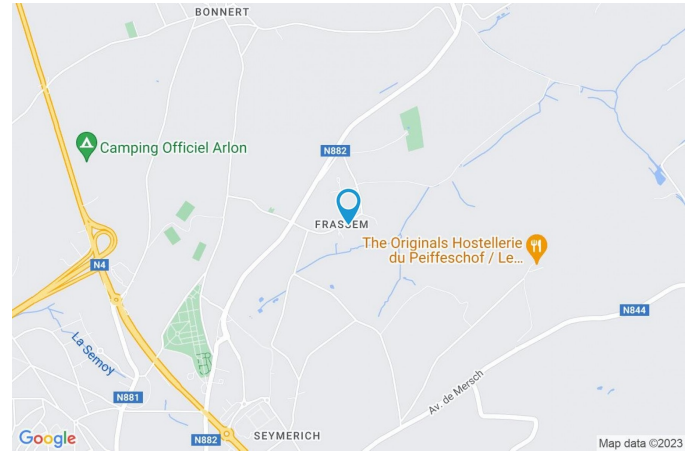 BONNERT
Camping Officiel Arlon
N882
FRASSEM
The Originals Hostellerie
du Peiffeschof / Le...
N4
N844
La Semoy
Av. de Mersch
N881
N882
SEYMERICH
Google
Map data ©2023